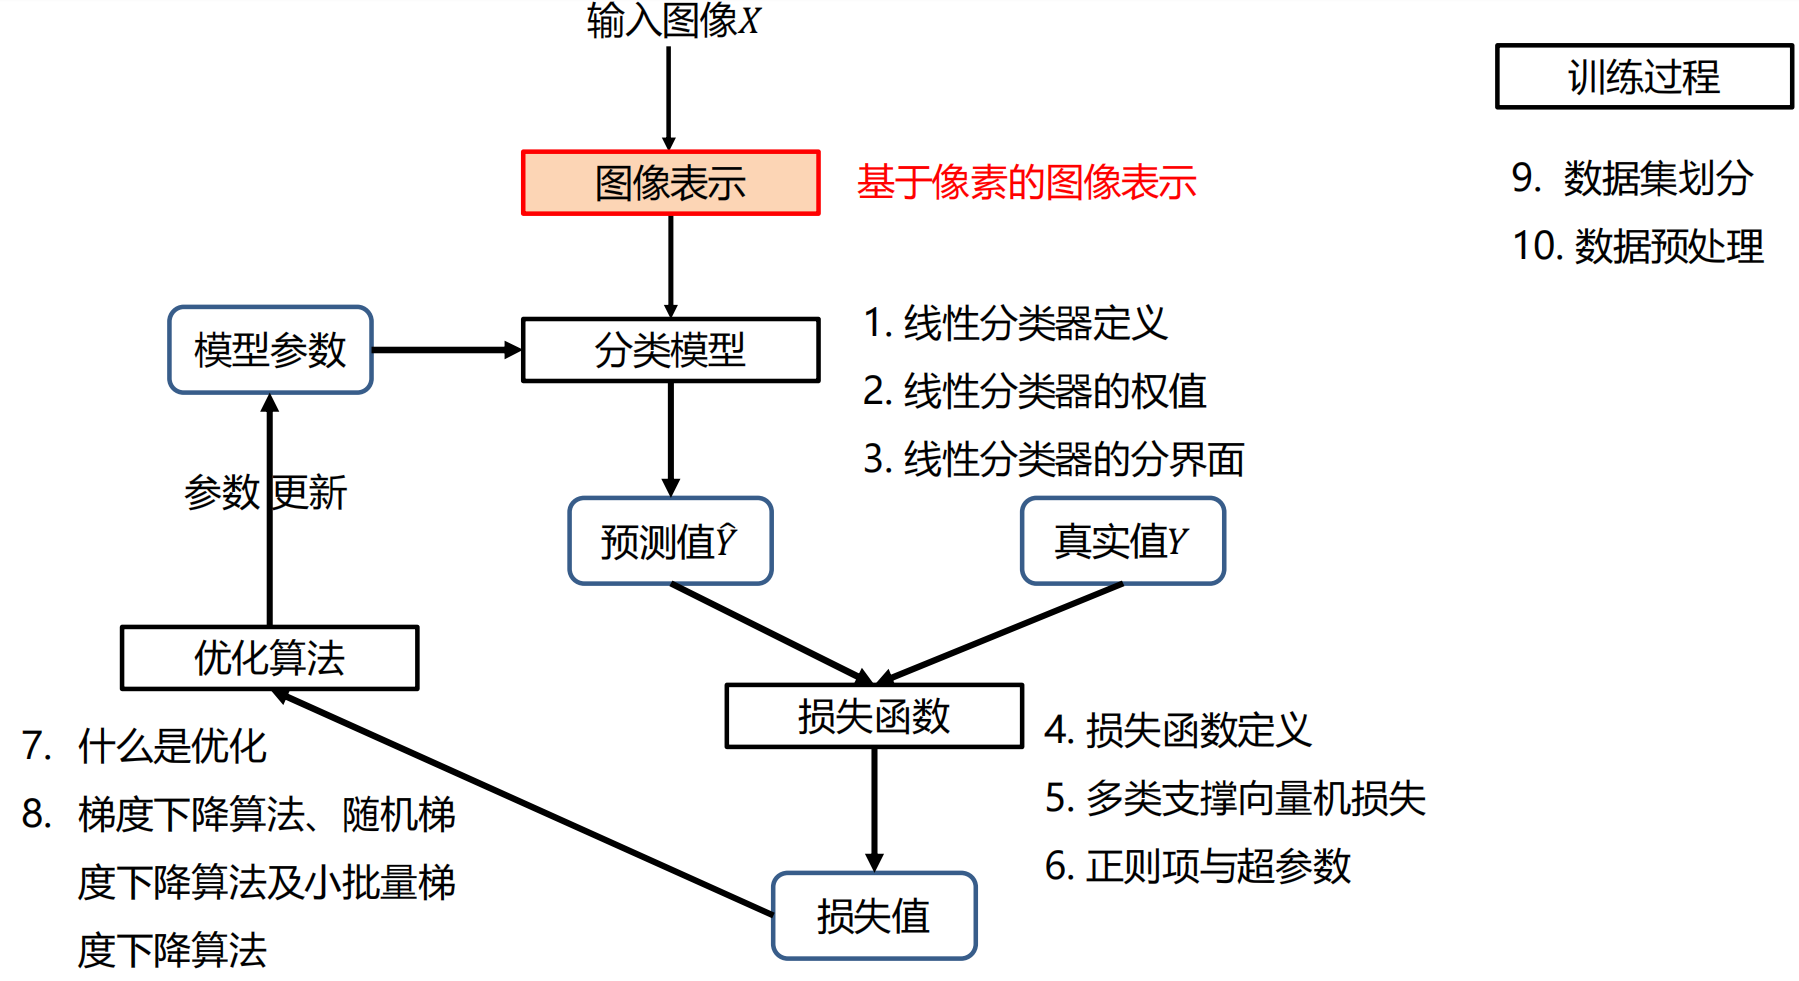 输入图像X
训练过程
图像表示
基于像素的图像表示
9. 数据集划分
10. 数据预处理
模型参数
分类模型
1. 线性分类器定义
2. 线性分类器的权值
3. 线性分类器的分界面
参数更新
预测值Ŷ
真实值Y
优化算法
损失函数
7. 什么是优化
8. 梯度下降算法、随机梯
度下降算法及小批量梯
度下降算法
4. 损失函数定义
5. 多类支撑向量机损失
6. 正则项与超参数
损失值